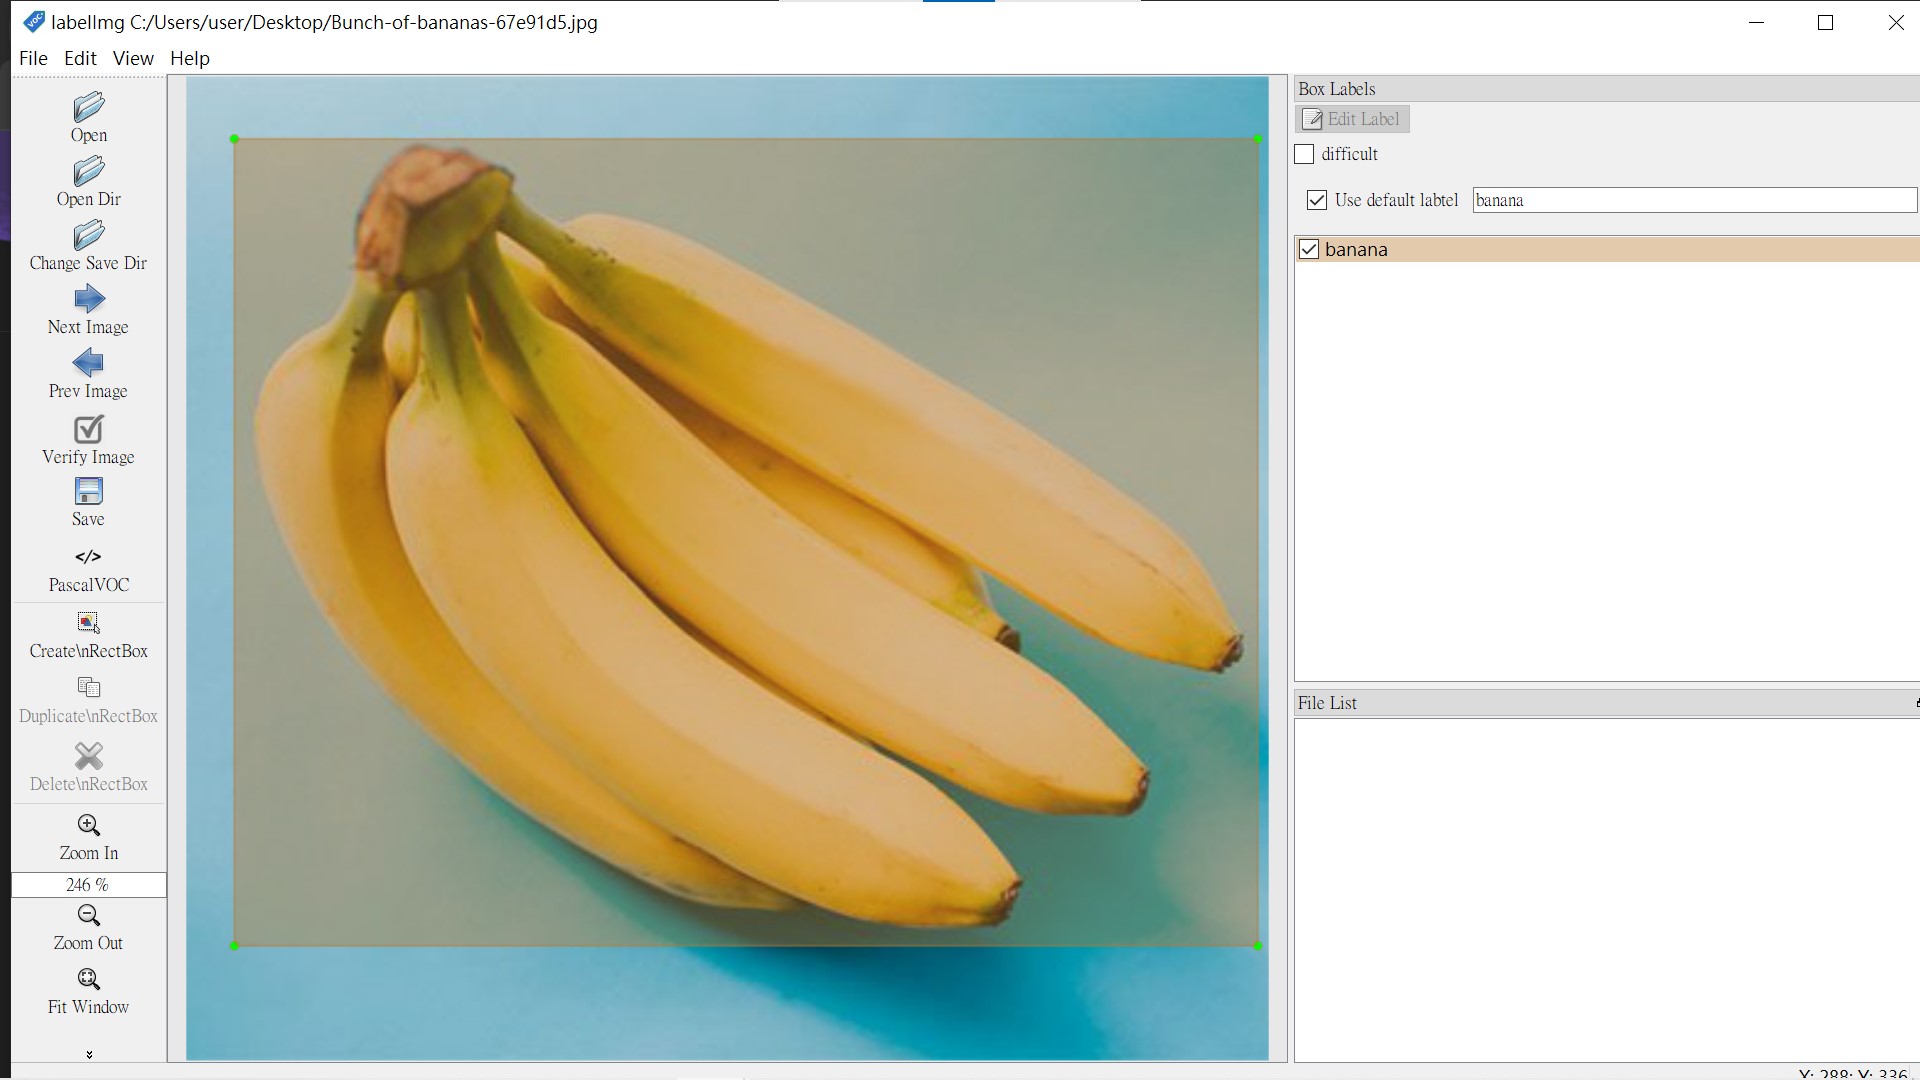 labelImg C:/Users/user/Desktop/Bunch-of-bananas-67e91d5.jpg
File Edit View Help
Open
Open Dir
Change Save Dir
Next Image
Prev Image
Verify Image
Save
</>
PascalVOC
Create\nRectBox
Duplicate\nRectBox
Delete\nRectBox
Zoom In
246 %
Zoom Out
Fit Window
Box Labels
Edit Label
difficult
Use default labtel banana
banana
File List
X: 288; Y: 336